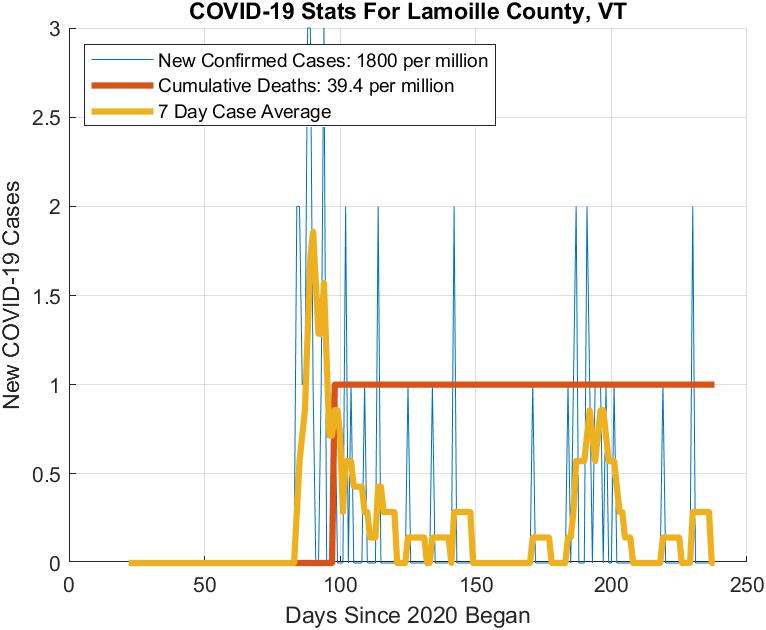 COVID-19 Stats For Lamoille County, VT
New Confirmed Cases: 1800 per million
Cumulative Deaths: 39.4 per million
7 Day Case Average
New COVID-19 Cases
3
2.5
2
1.5
1
0.5
0
0 50 100 150 200 250
Days Since 2020 Began